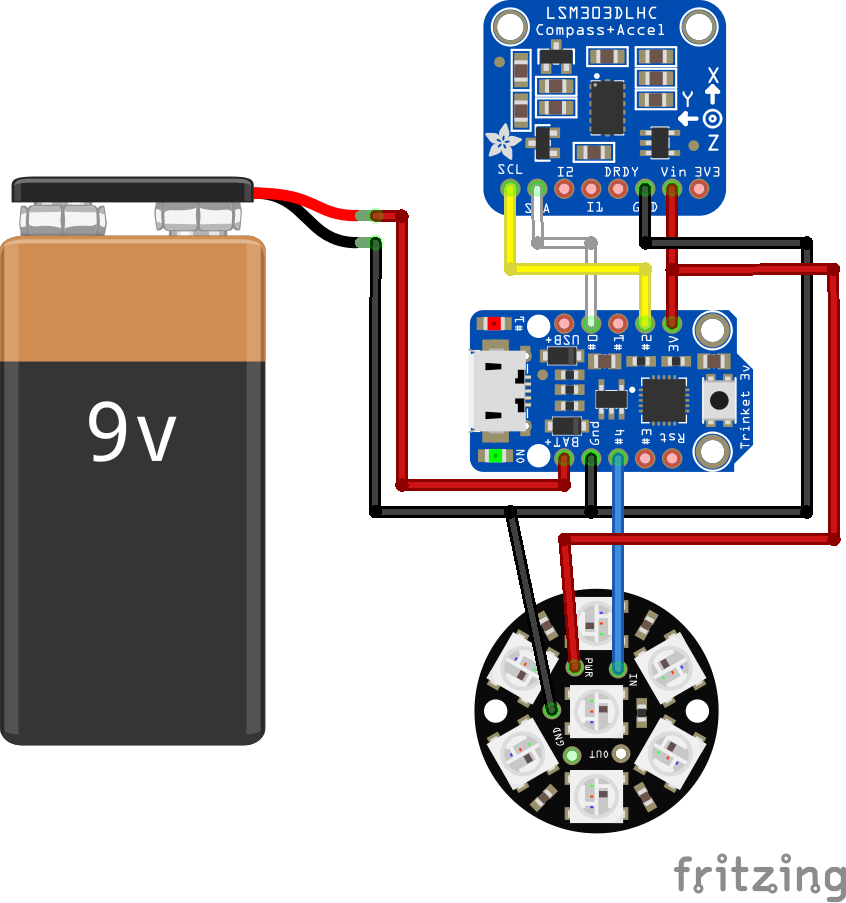 LSM303DLHC
Compass+Accel
X
Y
Z
SCL
I2
DRDY
Vin
3V3
SDA
I1
GND
9v
#1
USB+
#0
#1
#2
3V
Trinket 3v
ON
BAT+
Gnd
#4
#3
Rst
PWR
IN
GND
OUT
fritzing